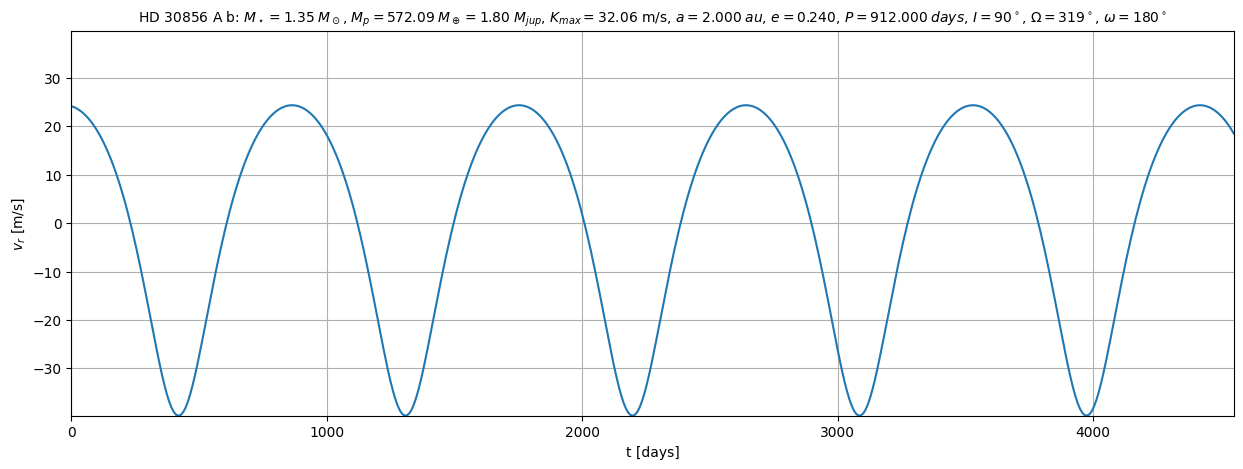 HD 30856 A b: M⋆ = 1.35 M⊙, Mp = 572.09 M⊕ = 1.80 Mjup, Kmax = 32.06 m/s, a = 2.000 au, e = 0.240, P = 912.000 days, I = 90°, Ω = 319°, ω = 180°
30
20
10
0
−10
−20
−30
vr [m/s]
0 1000 2000 3000 4000
t [days]